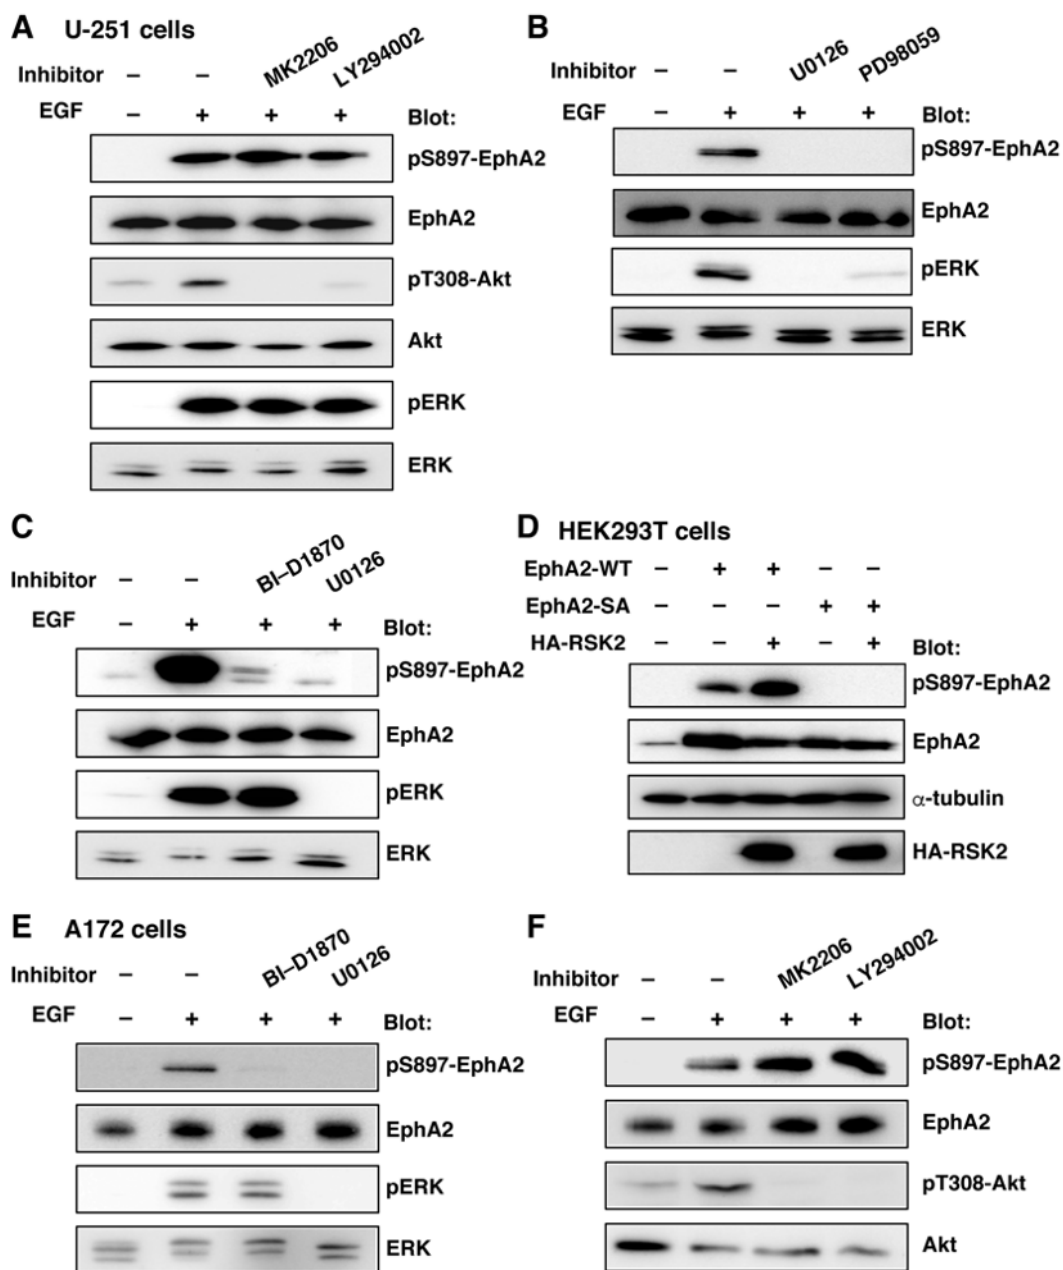 A U-251 cells
Inhibitor – – MK2206 LY294002
EGF – + + + Blot:
pS897-EphA2
EphA2
pT308-Akt
Akt
pERK
ERK
B
Inhibitor – – U0126 PD98059
EGF – + + + Blot:
pS897-EphA2
EphA2
pERK
ERK
C
Inhibitor – – BI–D1870 U0126
EGF – + + + Blot:
pS897-EphA2
EphA2
pERK
ERK
D HEK293T cells
EphA2-WT – + + – –
EphA2-SA – – – + +
HA-RSK2 – – + – + Blot:
pS897-EphA2
EphA2
α-tubulin
HA-RSK2
E A172 cells
Inhibitor – – BI–D1870 U0126
EGF – + + + Blot:
pS897-EphA2
EphA2
pERK
ERK
F
Inhibitor – – MK2206 LY294002
EGF – + + + Blot:
pS897-EphA2
EphA2
pT308-Akt
Akt